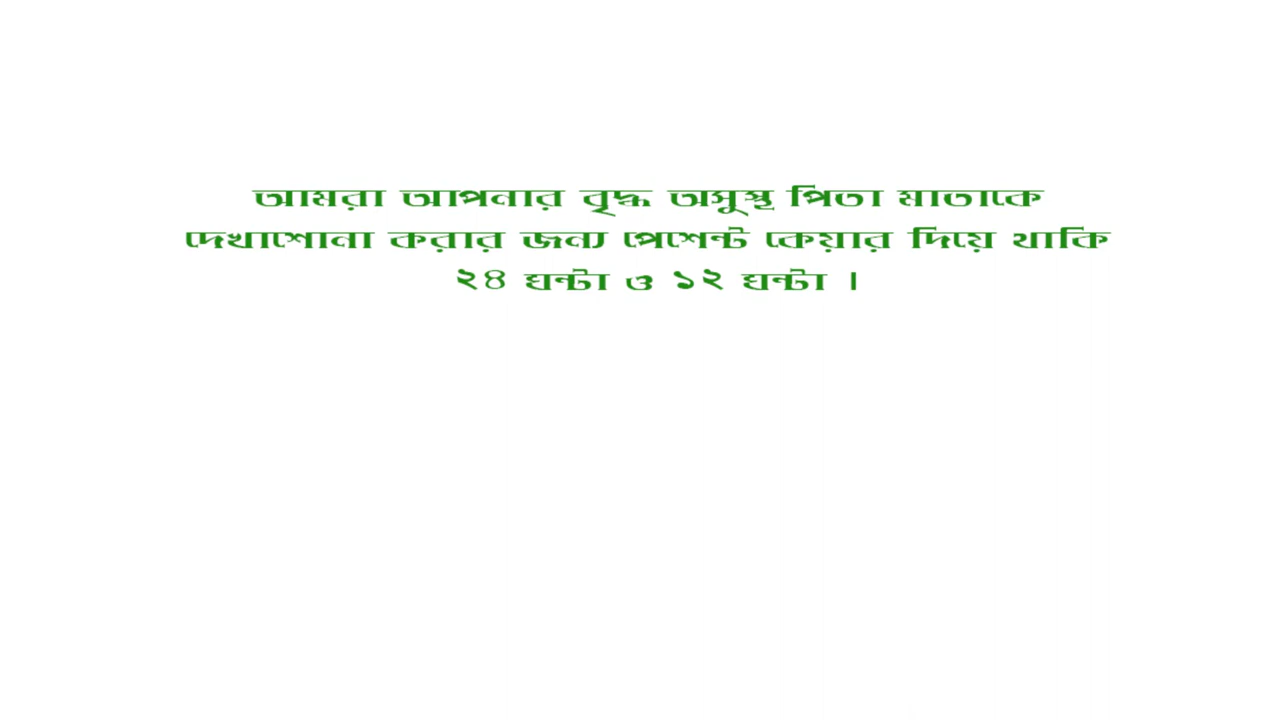 আমরা আপনার বৃদ্ধ অসুস্থ পিতা মাতাকে
দেখাশোনা করার জন্য পেশেন্ট কেয়ার দিয়ে থাকি
২৪ ঘন্টা ও ১২ ঘন্টা ।